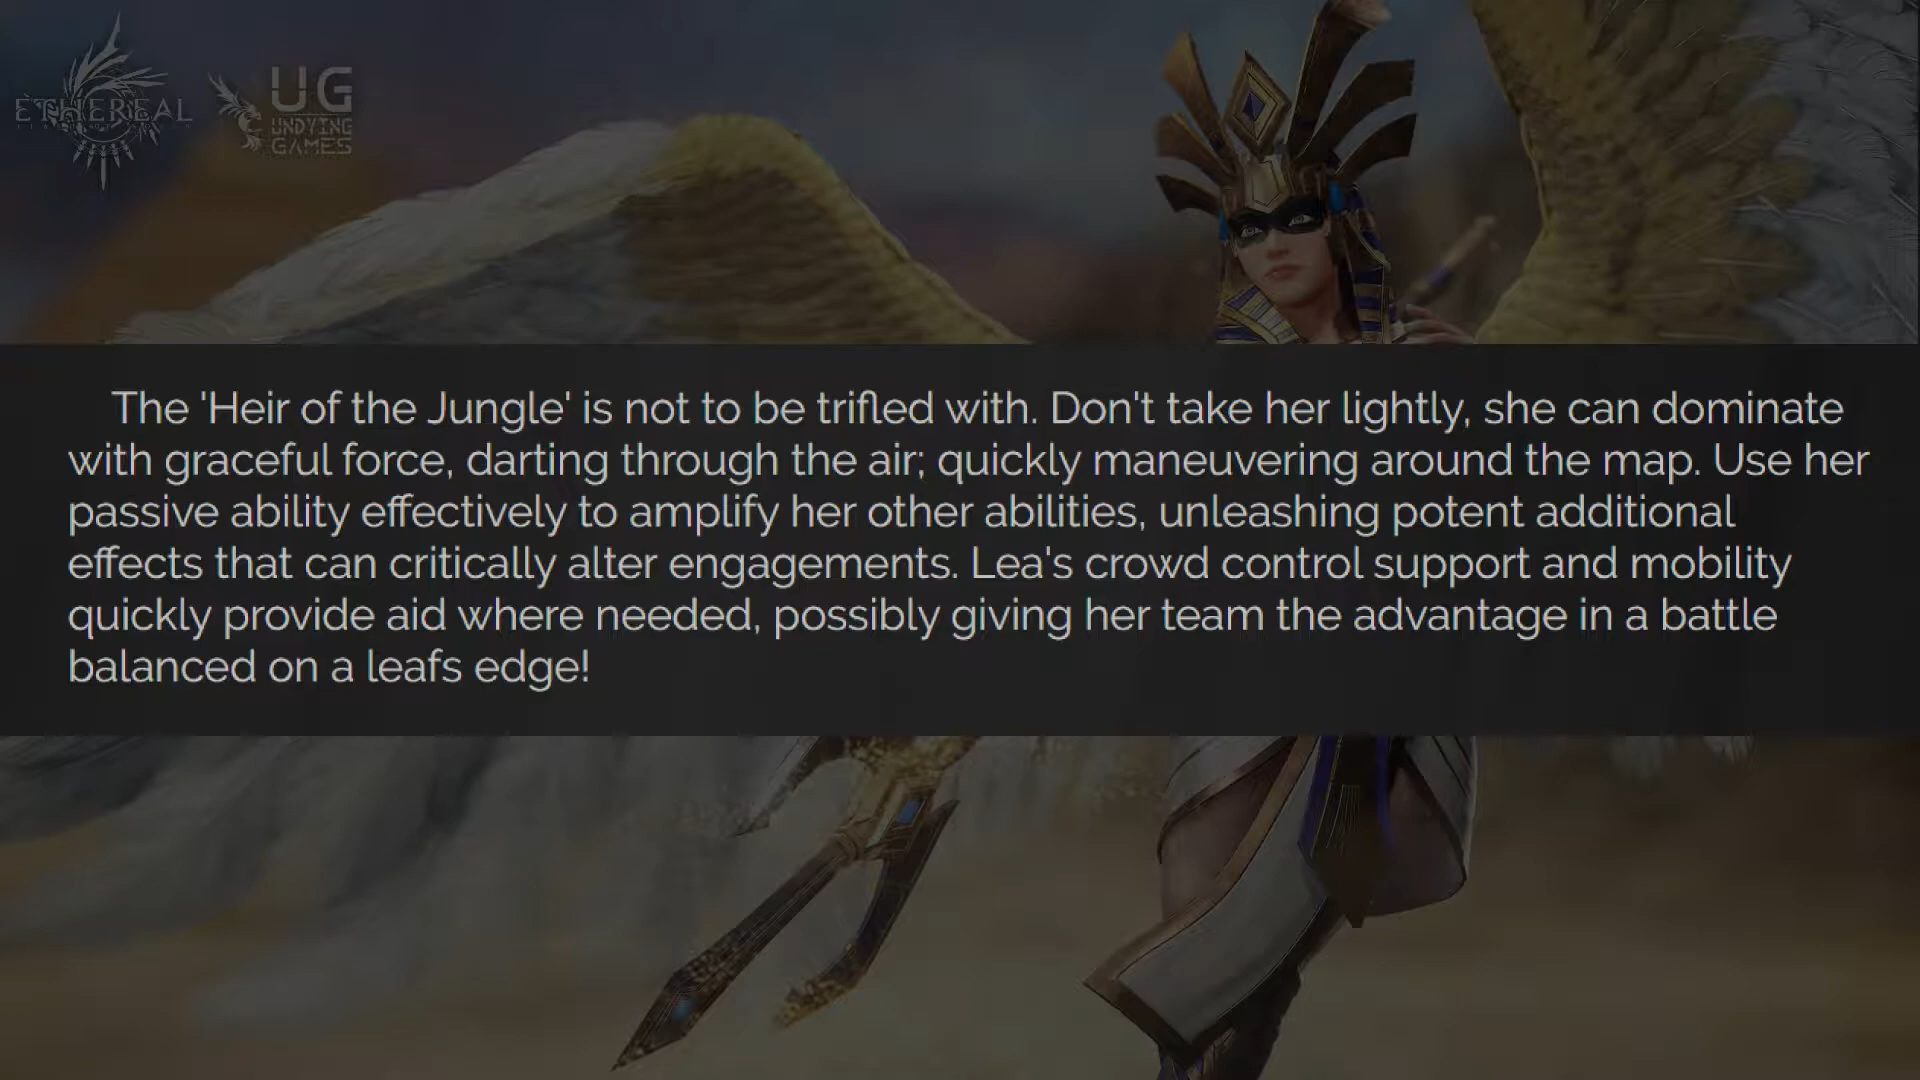 ETHEREAL
UG
UNDYING
GAMES
The 'Heir of the Jungle' is not to be trifled with. Don't take her lightly, she can dominate
with graceful force, darting through the air; quickly maneuvering around the map. Use her
passive ability effectively to amplify her other abilities, unleashing potent additional
effects that can critically alter engagements. Lea's crowd control support and mobility
quickly provide aid where needed, possibly giving her team the advantage in a battle
balanced on a leafs edge!